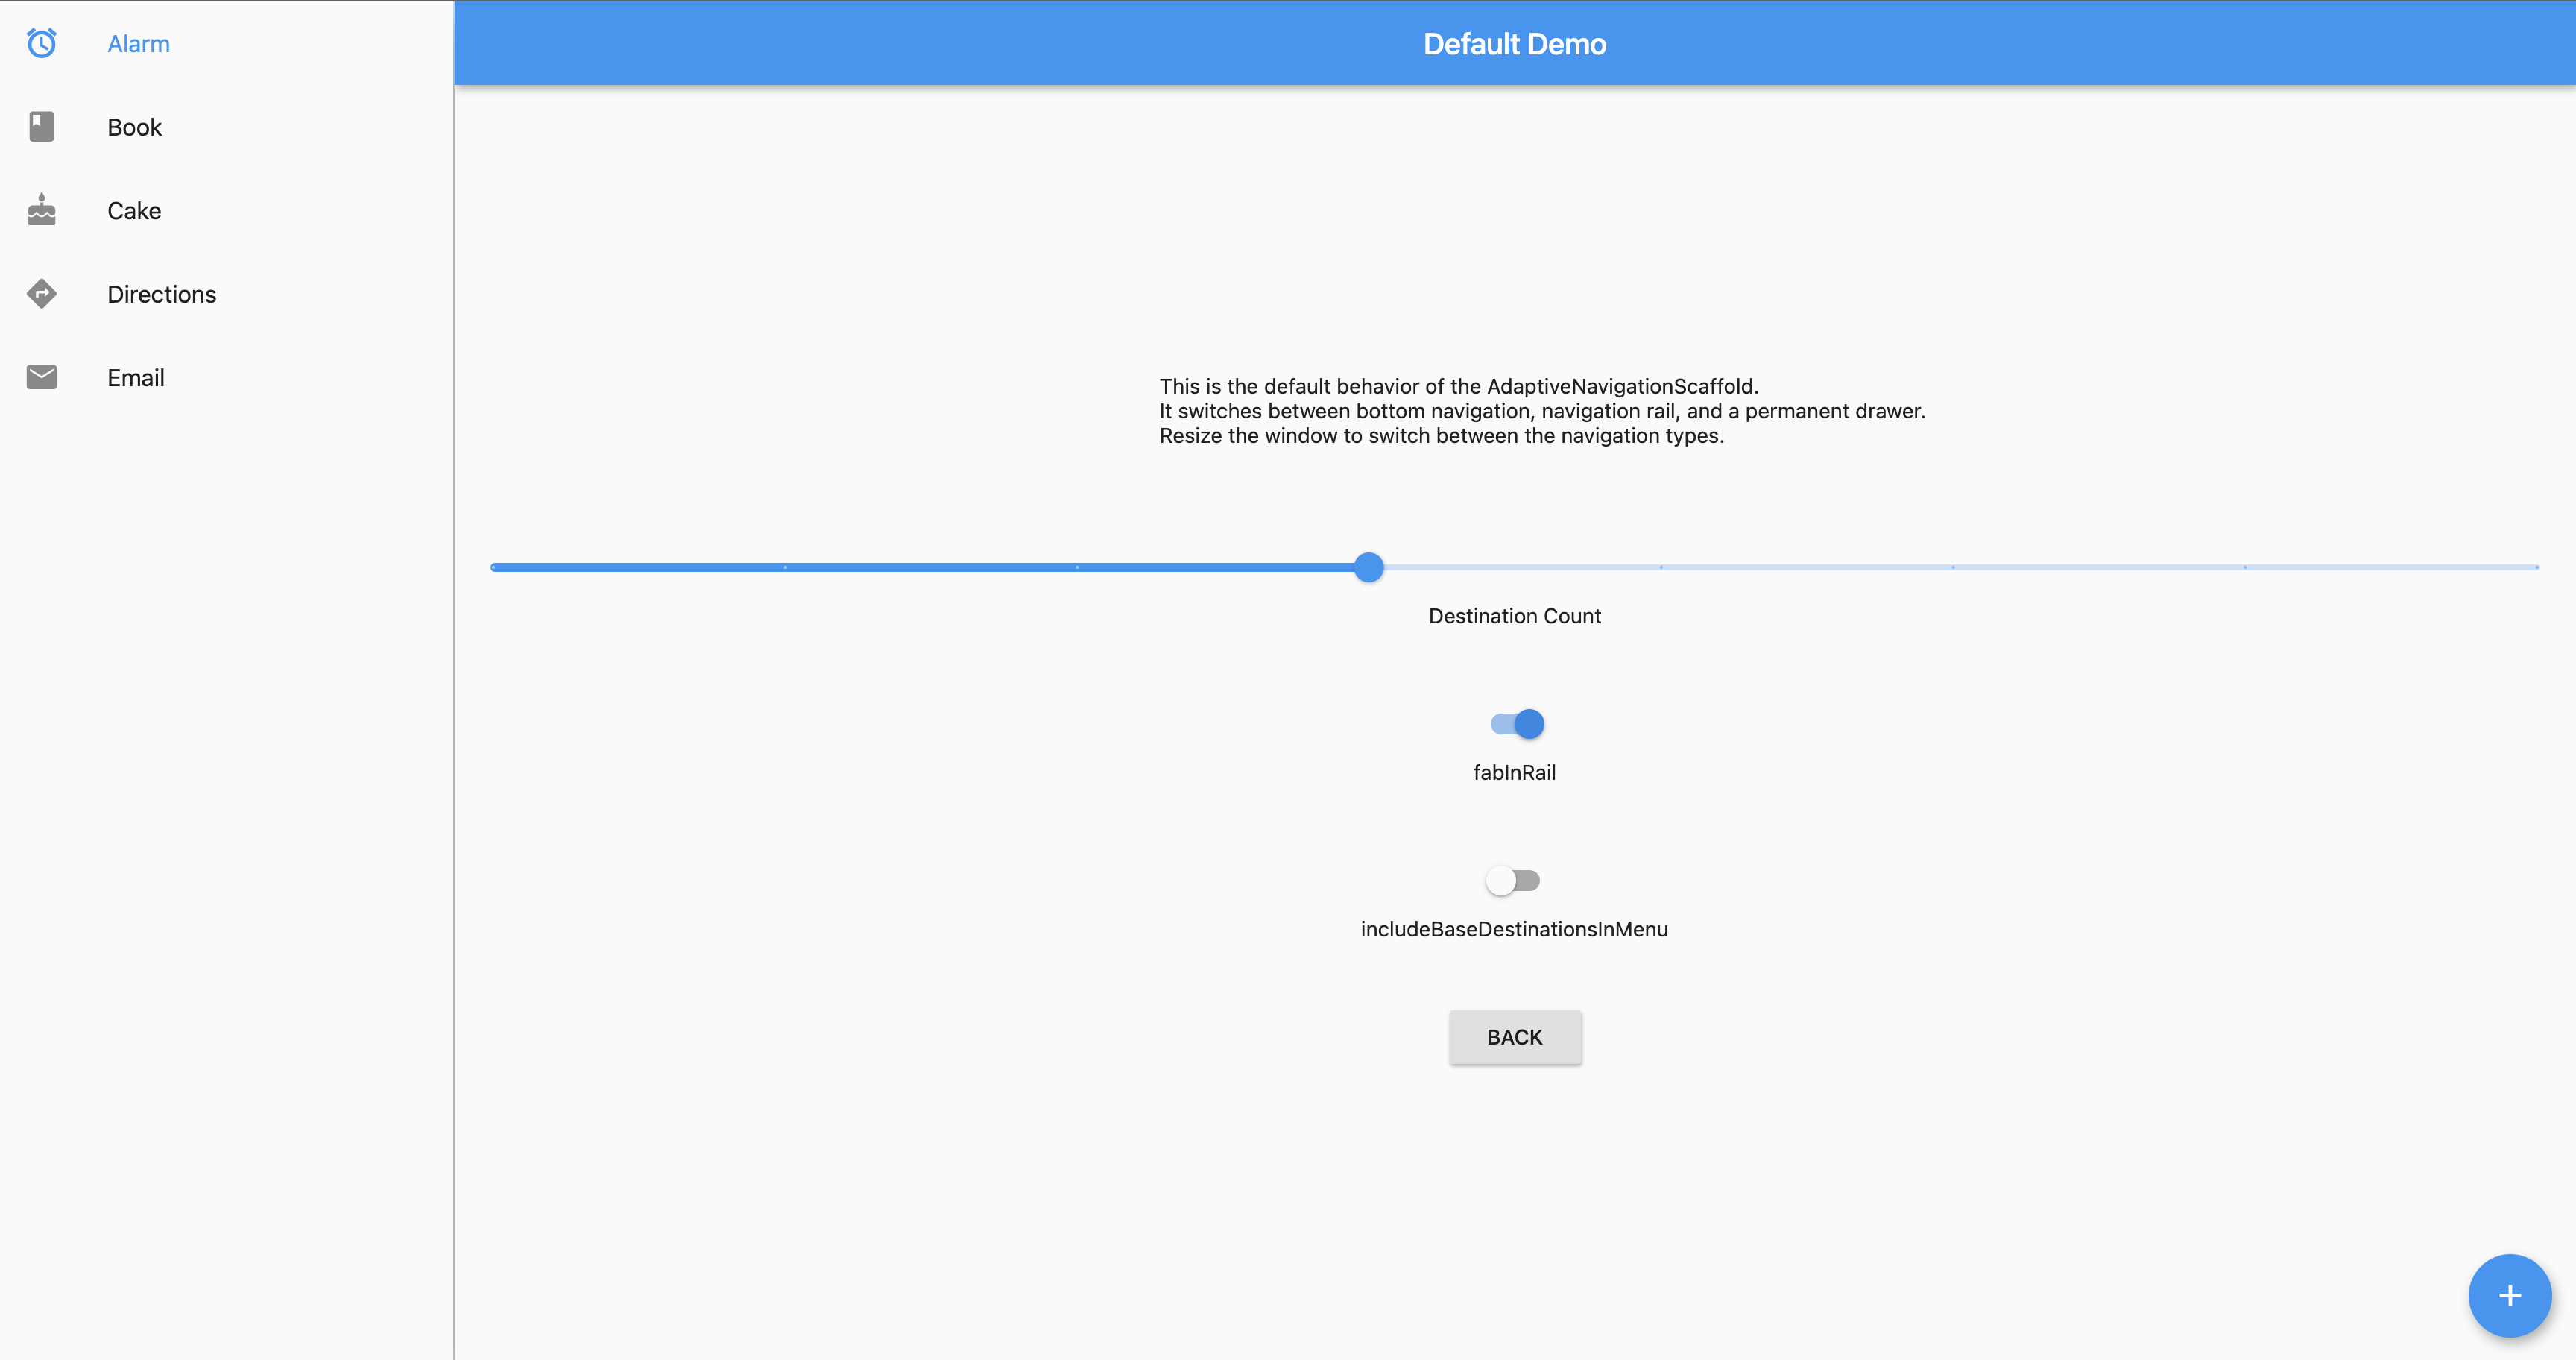 Alarm
Book
Cake
Directions
Email
Default Demo
This is the default behavior of the AdaptiveNavigationScaffold.
It switches between bottom navigation, navigation rail, and a permanent drawer.
Resize the window to switch between the navigation types.
Destination Count
fabInRail
includeBaseDestinationsInMenu
BACK